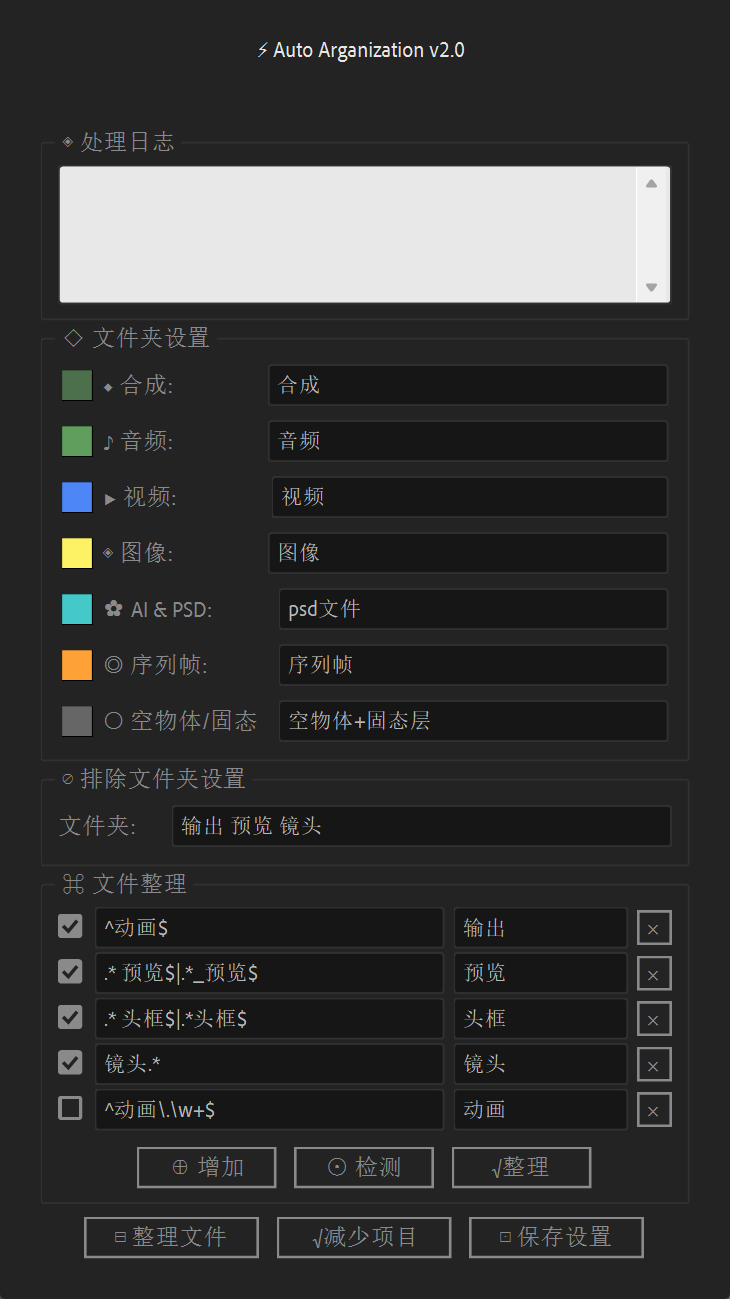 ⚡ Auto Arganization v2.0
◈ 处理日志
◇ 文件夹设置
⬥ 合成: 合成
♪ 音频: 音频
▶ 视频: 视频
◈ 图像: 图像
✿ AI & PSD: psd文件
◎ 序列帧: 序列帧
○ 空物体/固态 空物体+固态层
⊘ 排除文件夹设置
文件夹: 输出 预览 镜头
⌘ 文件整理
^动画$ 输出 ×
.* 预览$|.*_预览$ 预览 ×
.* 头框$|.*头框$ 头框 ×
镜头.* 镜头 ×
^动画\.\w+$ 动画 ×
⊕ 增加 ⊙ 检测 √整理
⊟ 整理文件 √减少项目 ⊡ 保存设置